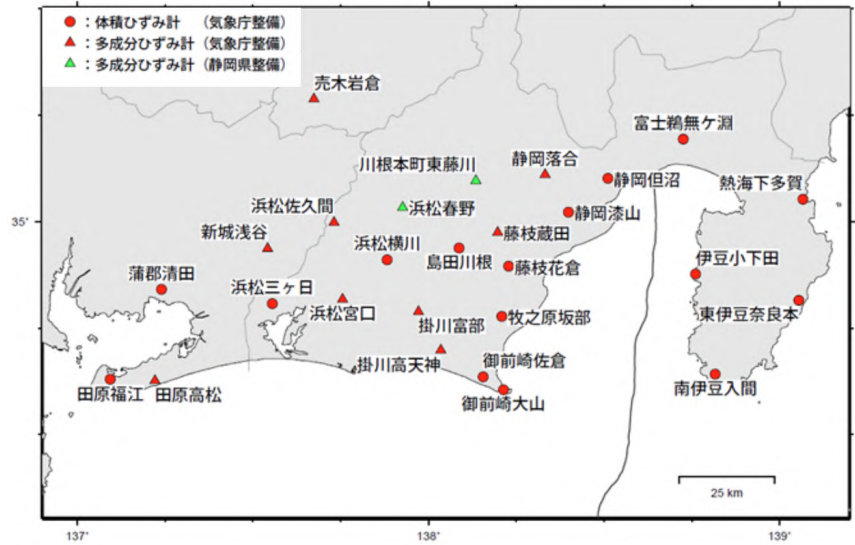 ●：体積ひずみ計　（気象庁整備）
▲：多成分ひずみ計（気象庁整備）
▲：多成分ひずみ計（静岡県整備）
売木岩倉
富士鵜無ケ淵
川根本町東藤川
静岡落合
静岡但沼
熱海下多賀
浜松佐久間
浜松春野
静岡漆山
35°
新城浅谷
浜松横川
藤枝蔵田
島田川根
伊豆小下田
蒲郡清田
浜松三ケ日
藤枝花倉
浜松宮口
掛川富部
牧之原坂部
東伊豆奈良本
掛川高天神
御前崎佐倉
田原福江
田原高松
御前崎大山
南伊豆入間
25 km
137°
138°
139°